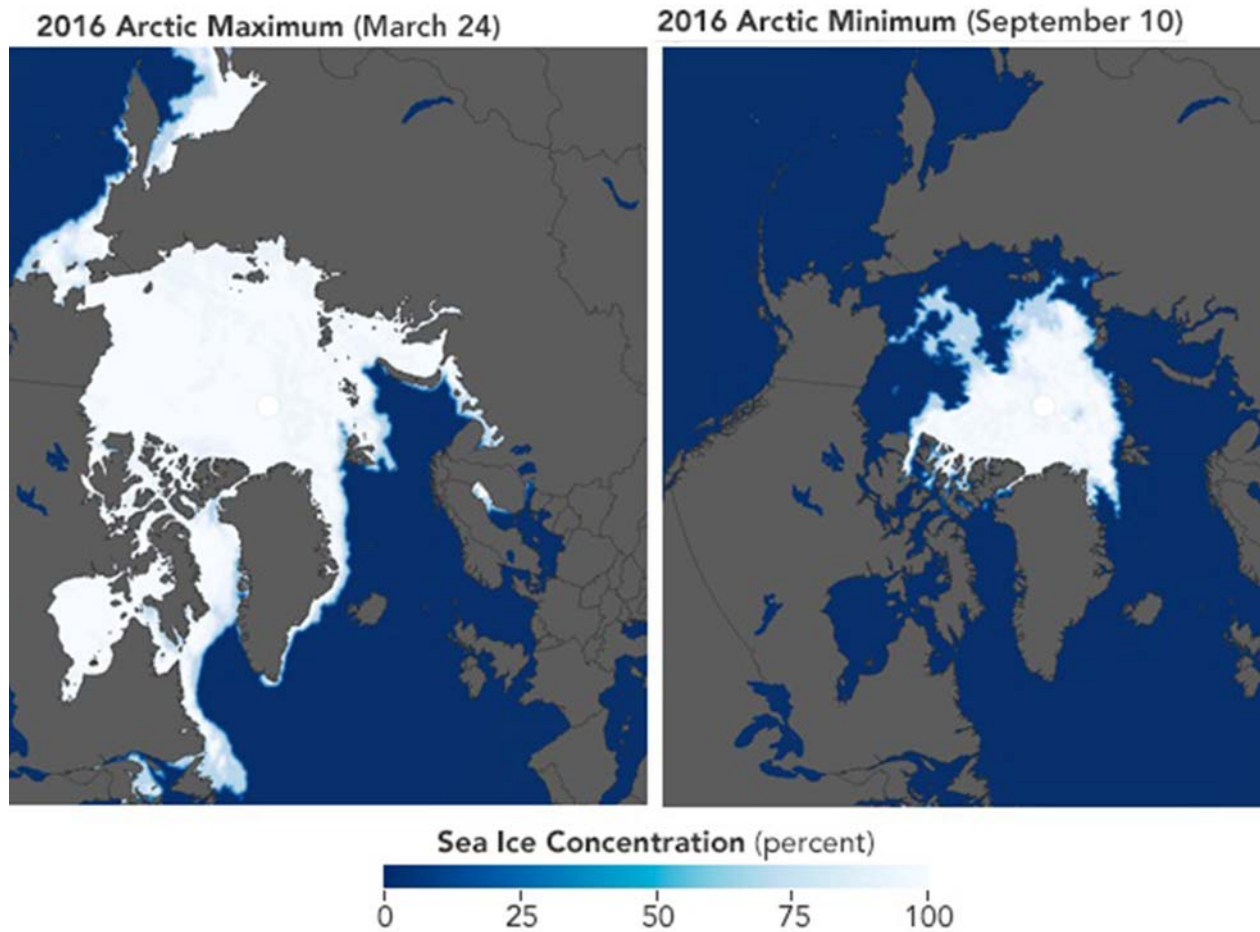 2016 Arctic Maximum (March 24)
2016 Arctic Minimum (September 10)
Sea Ice Concentration (percent)
0 25 50 75 100